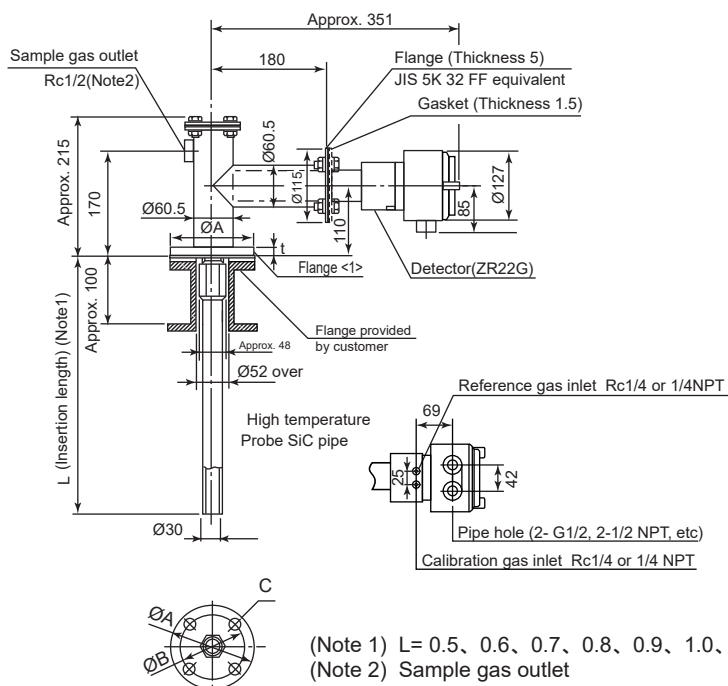 Approx. 351
Sample gas outlet
Rc1/2(Note2)
180
Flange (Thickness 5)
JIS 5K 32 FF equivalent
Gasket (Thickness 1.5)
Approx. 215
170
Ø60.5
Ø60.5
Ø115
110
Ø127
85
ØA
t
Flange <1>
Detector(ZR22G)
L (Insertion length) (Note1)
Approx. 100
Flange provided
by customer
Approx. 48
Ø52 over
High temperature
Probe SiC pipe
Ø30
Reference gas inlet Rc1/4 or 1/4NPT
69
25
42
Pipe hole (2- G1/2, 2-1/2 NPT, etc)
Calibration gas inlet Rc1/4 or 1/4 NPT
C
ØA
ØB
(Note 1) L= 0.5、0.6、0.7、0.8、0.9、1.0、
(Note 2) Sample gas outlet